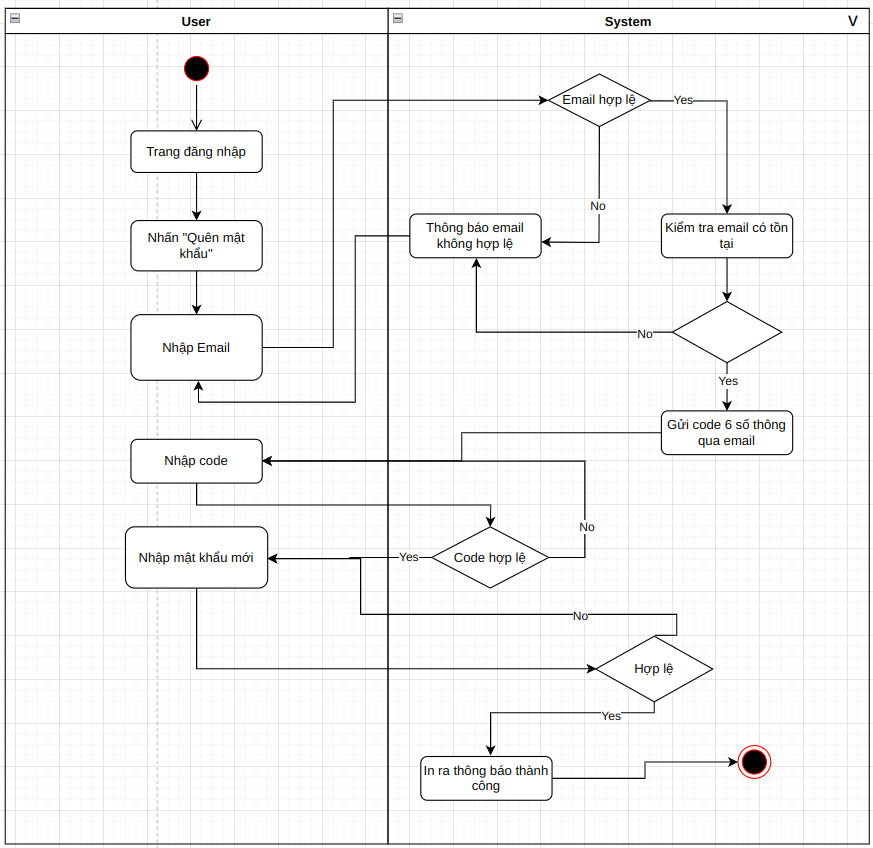 User
System
V
Trang đăng nhập
Nhấn "Quên mật
khẩu"
Nhập Email
Email hợp lệ
Yes
No
Thông báo email
không hợp lệ
Kiểm tra email có tồn
tại
No
Yes
Gửi code 6 số thông
qua email
Nhập code
No
Nhập mật khẩu mới
Yes
Code hợp lệ
No
Hợp lệ
Yes
In ra thông báo thành
công